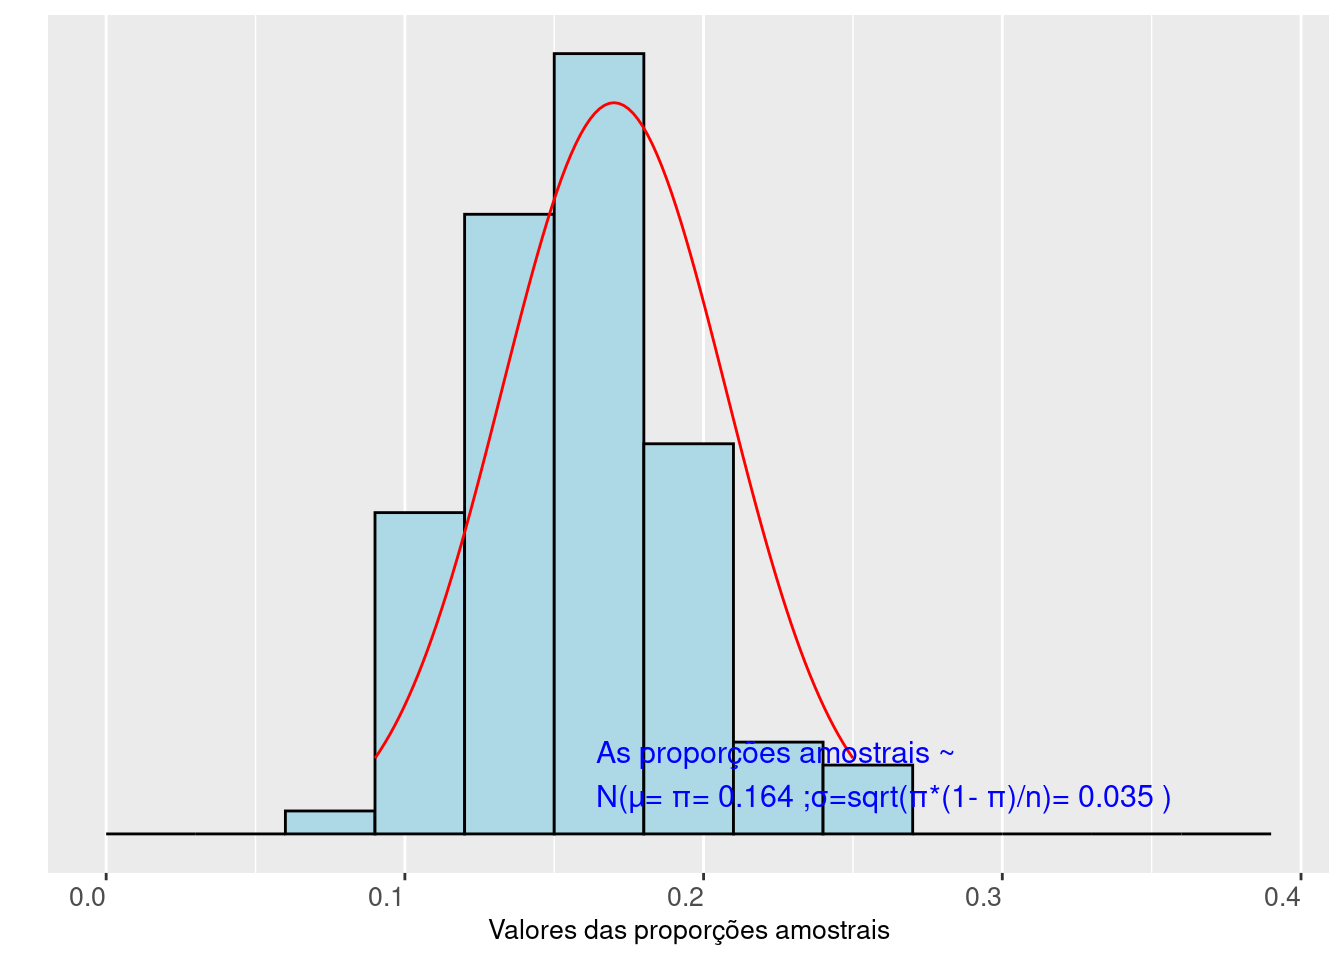 As proporções amostrais ~
N(μ= π= 0.164 ;σ=sqrt(π*(1- π)/n)= 0.035 )
0.0 0.1 0.2 0.3 0.4
Valores das proporções amostrais